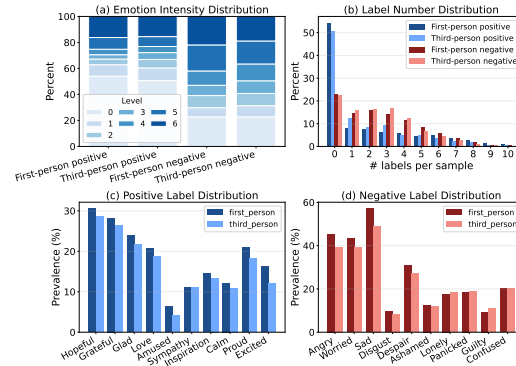 (a) Emotion Intensity Distribution
Percent
100
80
60
40
20
0
Level
0 3 5
1 4 6
2
First-person positive
Third-person positive
First-person negative
Third-person negative
(b) Label Number Distribution
Percent
50
40
30
20
10
0
First-person positive
Third-person positive
First-person negative
Third-person negative
0 1 2 3 4 5 6 7 8 9 10
# labels per sample
(c) Positive Label Distribution
Prevalence (%)
30
20
10
0
first_person
third_person
Hopeful
Grateful
Glad
Love
Amused
Sympathy
Inspiration
Calm
Proud
Excited
(d) Negative Label Distribution
Prevalence (%)
60
40
20
0
first_person
third_person
Angry
Worried
Sad
Disgust
Despair
Ashamed
Lonely
Panicked
Guilty
Confused